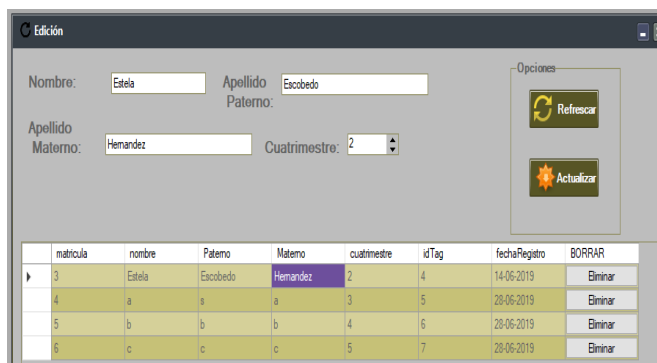 Edición
Nombre:
Estela
Apellido
Paterno:
Escobedo
Apellido
Materno:
Hernandez
Cuatrimestre:
2
Opciones
Refrescar
Actualizar
matricula nombre Paterno Materno cuatrimestre idTag fechaRegistro BORRAR
3 Estela Escobedo Hernandez 2 4 14-06-2019 Eliminar
4 a s a 3 5 28-06-2019 Eliminar
5 b b b 4 6 28-06-2019 Eliminar
6 c c c 5 7 28-06-2019 Eliminar